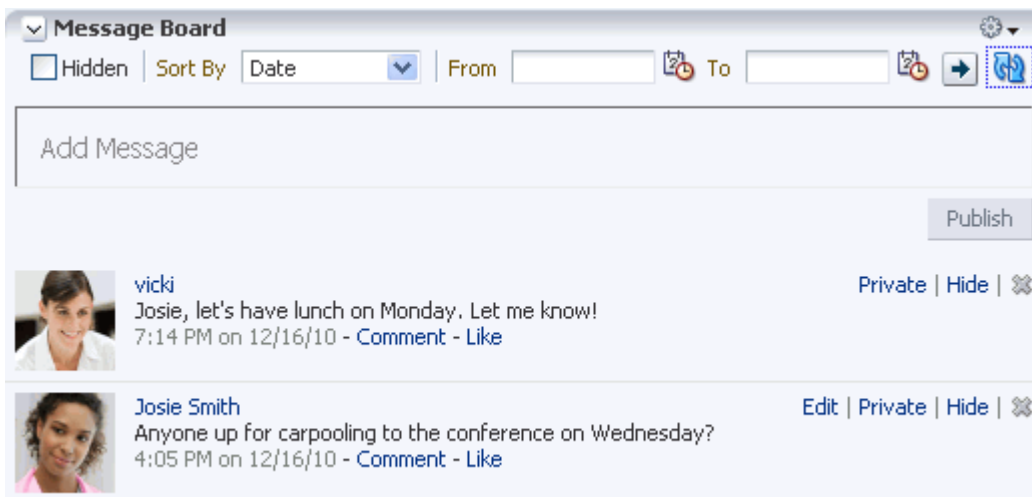 Message Board
Hidden | Sort By Date | From To
Add Message
Publish
vicki Private | Hide |
Josie, let's have lunch on Monday. Let me know!
7:14 PM on 12/16/10 - Comment - Like
Josie Smith Edit | Private | Hide |
Anyone up for carpooling to the conference on Wednesday?
4:05 PM on 12/16/10 - Comment - Like